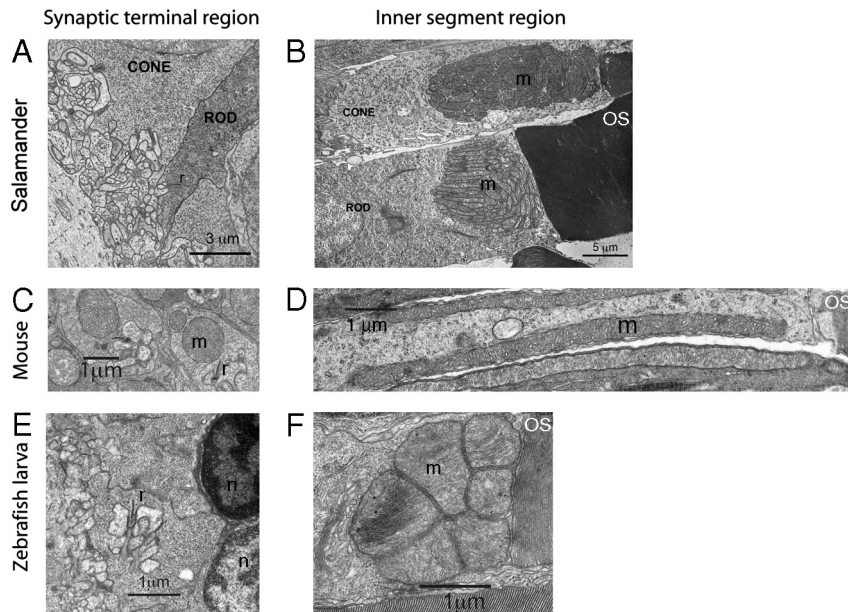 Synaptic terminal region
Inner segment region
Salamander
A
CONE
ROD
r
3 μm
B
m
CONE
OS
m
ROD
5 μm
Mouse
C
m
r
1μm
D
OS
1 μm
m
Zebrafish larva
E
n
r
n
1μm
F
OS
m
1μm